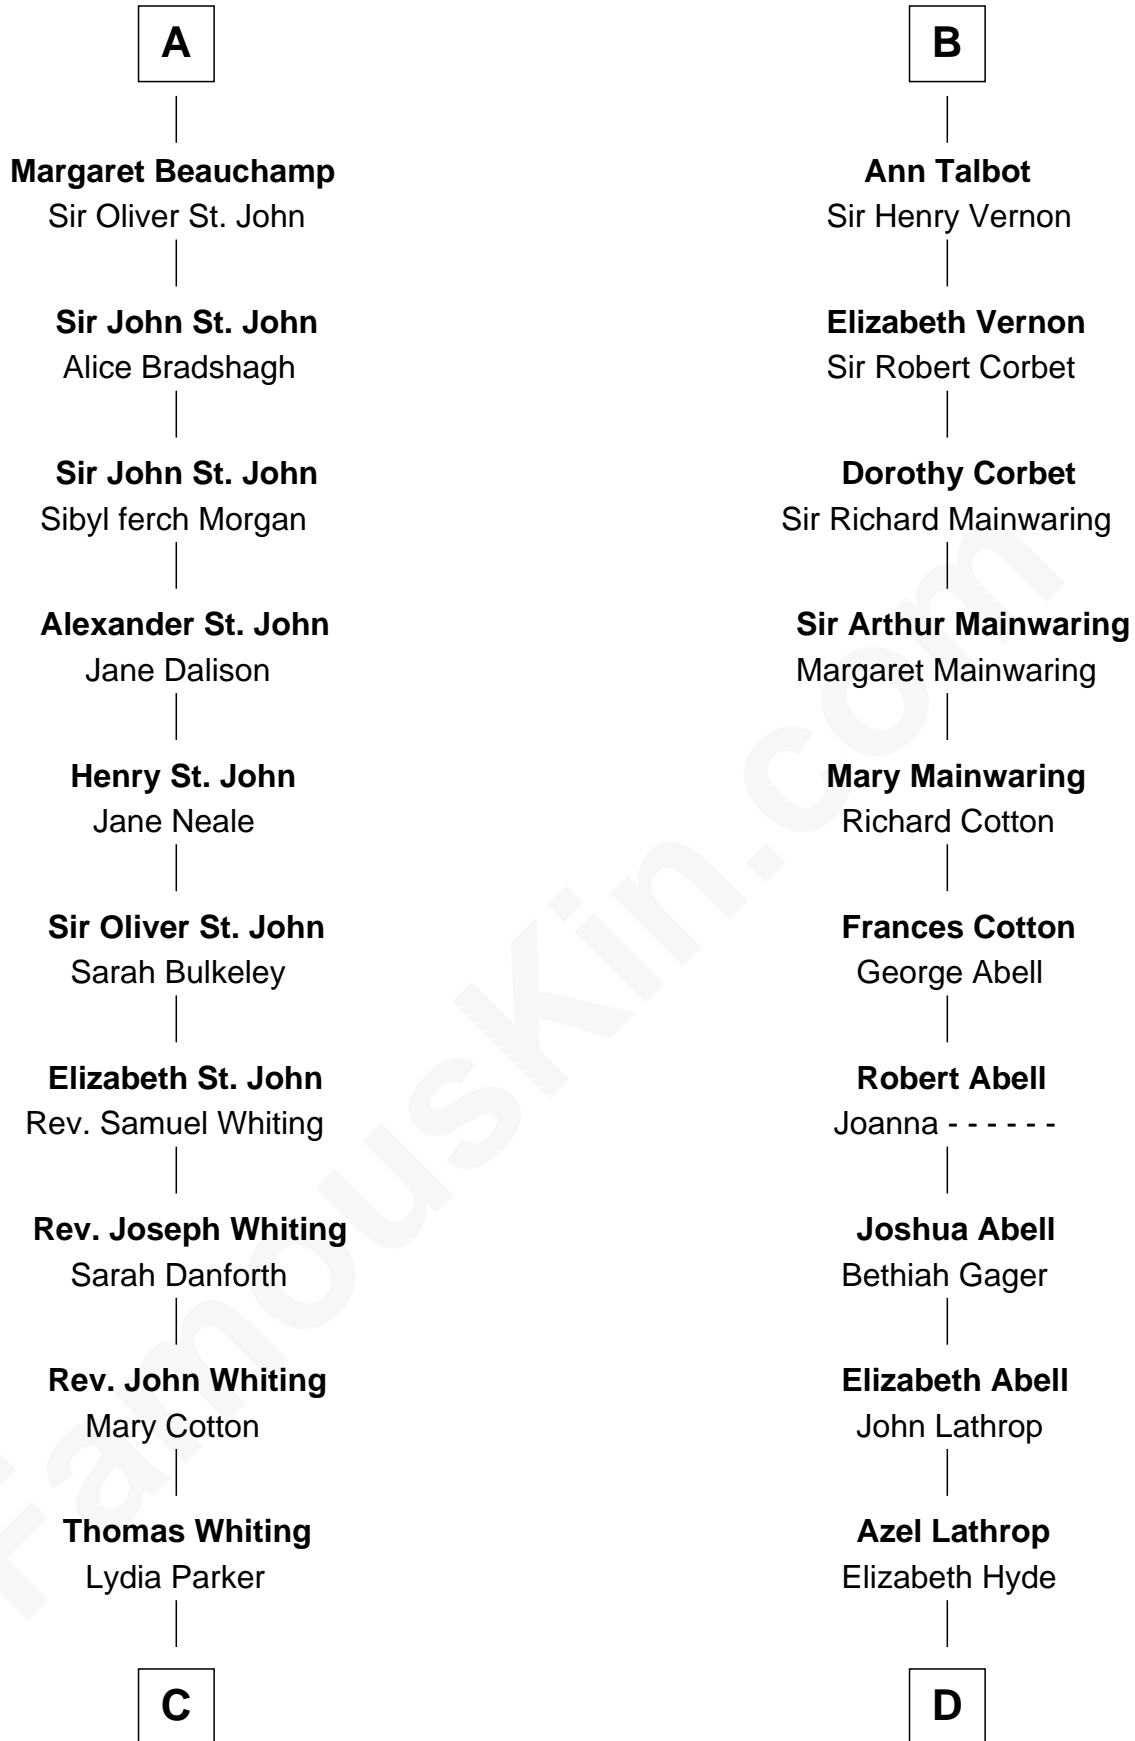 A
Margaret Beauchamp
Sir Oliver St. John
Sir John St. John
Alice Bradshagh
Sir John St. John
Sibyl ferch Morgan
Alexander St. John
Jane Dalison
Henry St. John
Jane Neale
Sir Oliver St. John
Sarah Bulkeley
Elizabeth St. John
Rev. Samuel Whiting
Rev. Joseph Whiting
Sarah Danforth
Rev. John Whiting
Mary Cotton
Thomas Whiting
Lydia Parker
C
B
Ann Talbot
Sir Henry Vernon
Elizabeth Vernon
Sir Robert Corbet
Dorothy Corbet
Sir Richard Mainwaring
Sir Arthur Mainwaring
Margaret Mainwaring
Mary Mainwaring
Richard Cotton
Frances Cotton
George Abell
Robert Abell
Joanna - - - - - -
Joshua Abell
Bethiah Gager
Elizabeth Abell
John Lathrop
Azel Lathrop
Elizabeth Hyde
D
FamousKin.com